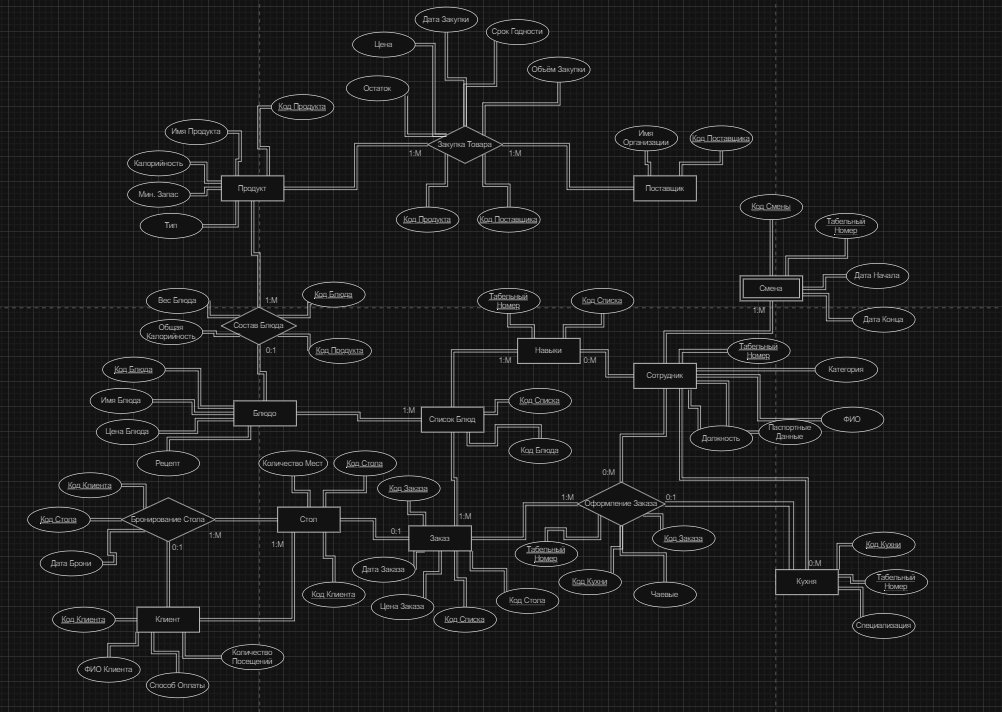 Дата Закупки
Срок Годности
Цена
Объём Закупки
Остаток
Код Продукта
Имя Продукта
Закупка Товара
1:M
1:M
Имя
Организации
Код Поставщика
Калорийность
Продукт
Поставщик
Мин. Запас
Тип
Код Продукта
Код Поставщика
Код Смены
Табельный
Номер
Дата Начала
Смена
1:M
Дата Конца
Вес Блюда
1:M
Код Блюда
Общая
Калорийность
Состав Блюда
0:1
Код Продукта
Табельный
Номер
Код Списка
Навыки
1:M
0:M
Табельный
Номер
Код Блюда
Сотрудник
Категория
Имя Блюда
Блюдо
1:M
Список Блюд
Код Списка
ФИО
Цена Блюда
Должность
Паспортные
Данные
Код Блюда
Рецепт
Количество Мест
Код Стола
0:M
Код Клиента
Код Заказа
1:M
Оформление Заказа
0:1
Код Стола
Бронирование Стола
Стол
1:M
1:M
0:1
1:M
0:1
Заказ
Код Заказа
Код Кухни
Табельный
Номер
Дата Брони
Дата Заказа
0:M
Кухня
Табельный
Номер
Код Кухни
Код Клиента
Чаевые
Цена Заказа
Код Стола
Код Списка
Код Клиента
Клиент
Специализация
ФИО Клиента
Количество
Посещений
Способ Оплаты